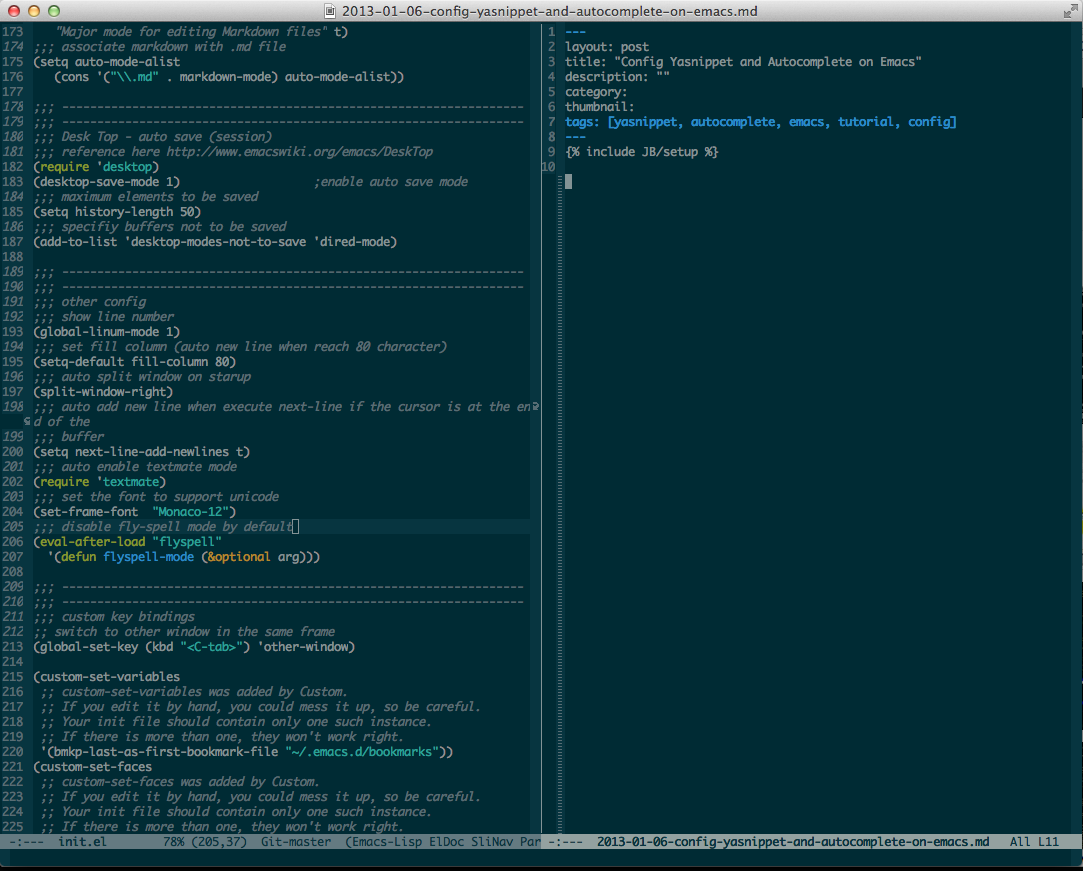 2013-01-06-config-yasnippet-and-autocomplete-on-emacs.md
173    "Major mode for editing Markdown files" t)
174 ;;; associate markdown with .md file
175 (setq auto-mode-alist
176    (cons '("\\.md" . markdown-mode) auto-mode-alist))
177
178 ;;; ------------------------------------------------------------------
179 ;;; ------------------------------------------------------------------
180 ;;; Desk Top - auto save (session)
181 ;;; reference here http://www.emacswiki.org/emacs/DeskTop
182 (require 'desktop)
183 (desktop-save-mode 1)                   ;enable auto save mode
184 ;;; maximum elements to be saved
185 (setq history-length 50)
186 ;;; specifiy buffers not to be saved
187 (add-to-list 'desktop-modes-not-to-save 'dired-mode)
188
189 ;;; ------------------------------------------------------------------
190 ;;; ------------------------------------------------------------------
191 ;;; other config
192 ;;; show line number
193 (global-linum-mode 1)
194 ;;; set fill column (auto new line when reach 80 character)
195 (setq-default fill-column 80)
196 ;;; auto split window on starup
197 (split-window-right)
198 ;;; auto add new line when execute next-line if the cursor is at the en
d of the
199 ;;; buffer
200 (setq next-line-add-newlines t)
201 ;;; auto enable textmate mode
202 (require 'textmate)
203 ;;; set the font to support unicode
204 (set-frame-font  "Monaco-12")
205 ;;; disable fly-spell mode by default
206 (eval-after-load "flyspell"
207   '(defun flyspell-mode (&optional arg)))
208
209 ;;; ------------------------------------------------------------------
210 ;;; ------------------------------------------------------------------
211 ;;; custom key bindings
212 ;; switch to other window in the same frame
213 (global-set-key (kbd "<C-tab>") 'other-window)
214
215 (custom-set-variables
216  ;; custom-set-variables was added by Custom.
217  ;; If you edit it by hand, you could mess it up, so be careful.
218  ;; Your init file should contain only one such instance.
219  ;; If there is more than one, they won't work right.
220  '(bmkp-last-as-first-bookmark-file "~/.emacs.d/bookmarks"))
221 (custom-set-faces
222  ;; custom-set-faces was added by Custom.
223  ;; If you edit it by hand, you could mess it up, so be careful.
224  ;; Your init file should contain only one such instance.
225  ;; If there is more than one, they won't work right.
-:---  init.el        78% (205,37)  Git-master  (Emacs-Lisp ElDoc SliNav Par
1 ---
2 layout: post
3 title: "Config Yasnippet and Autocomplete on Emacs"
4 description: ""
5 category:
6 thumbnail:
7 tags: [yasnippet, autocomplete, emacs, tutorial, config]
8 ---
9 {% include JB/setup %}
10
-:---  2013-01-06-config-yasnippet-and-autocomplete-on-emacs.md   All L11